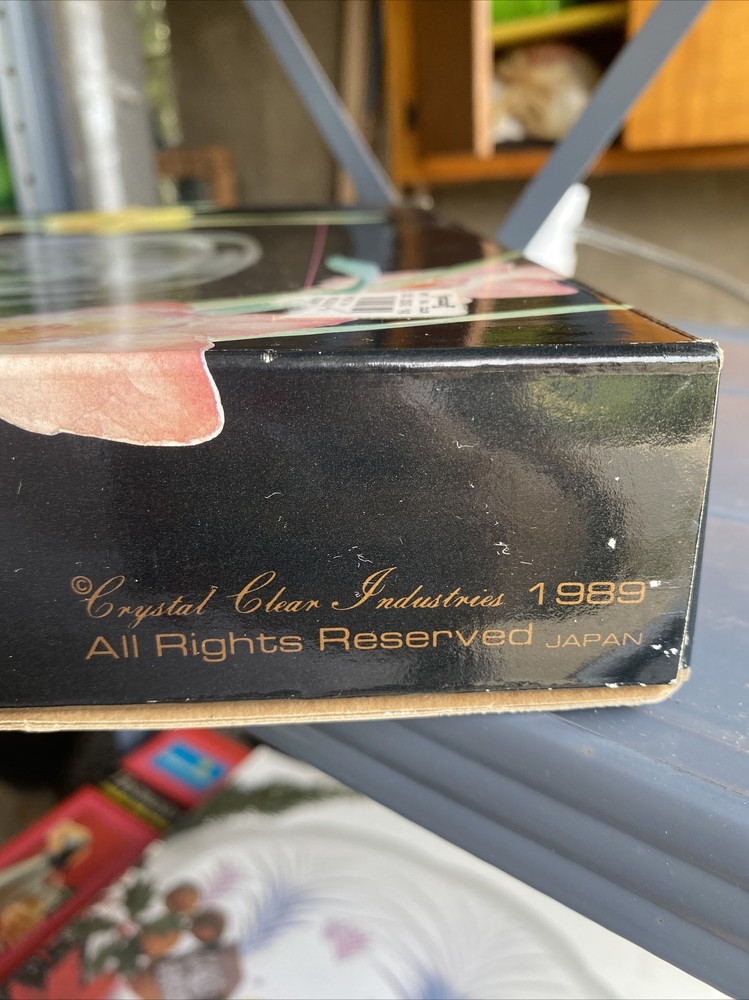 ©Crystal Clear Industries 1989
All Rights Reserved JAPAN